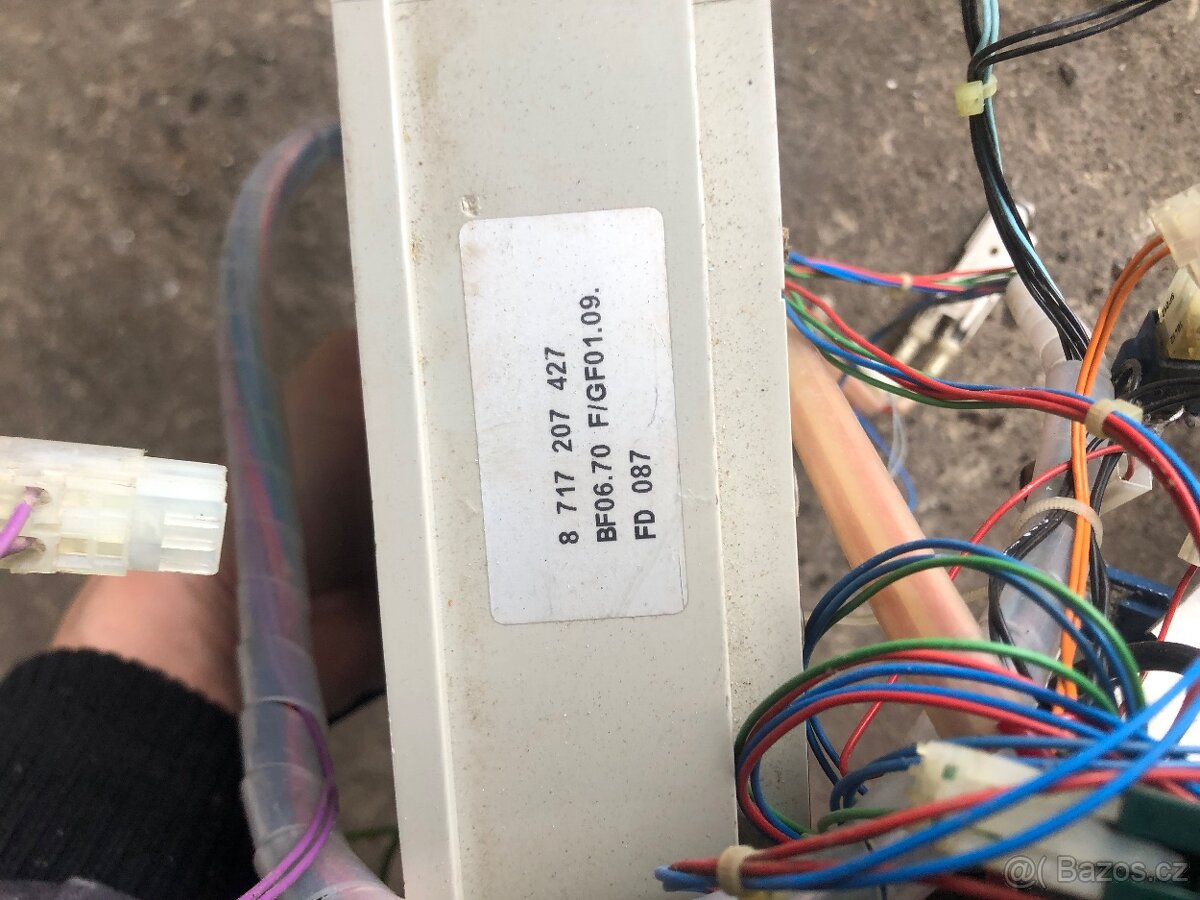 8 717 207 427
BF06.70 F/GF01.09.
FD 087
@( Bazos.cz